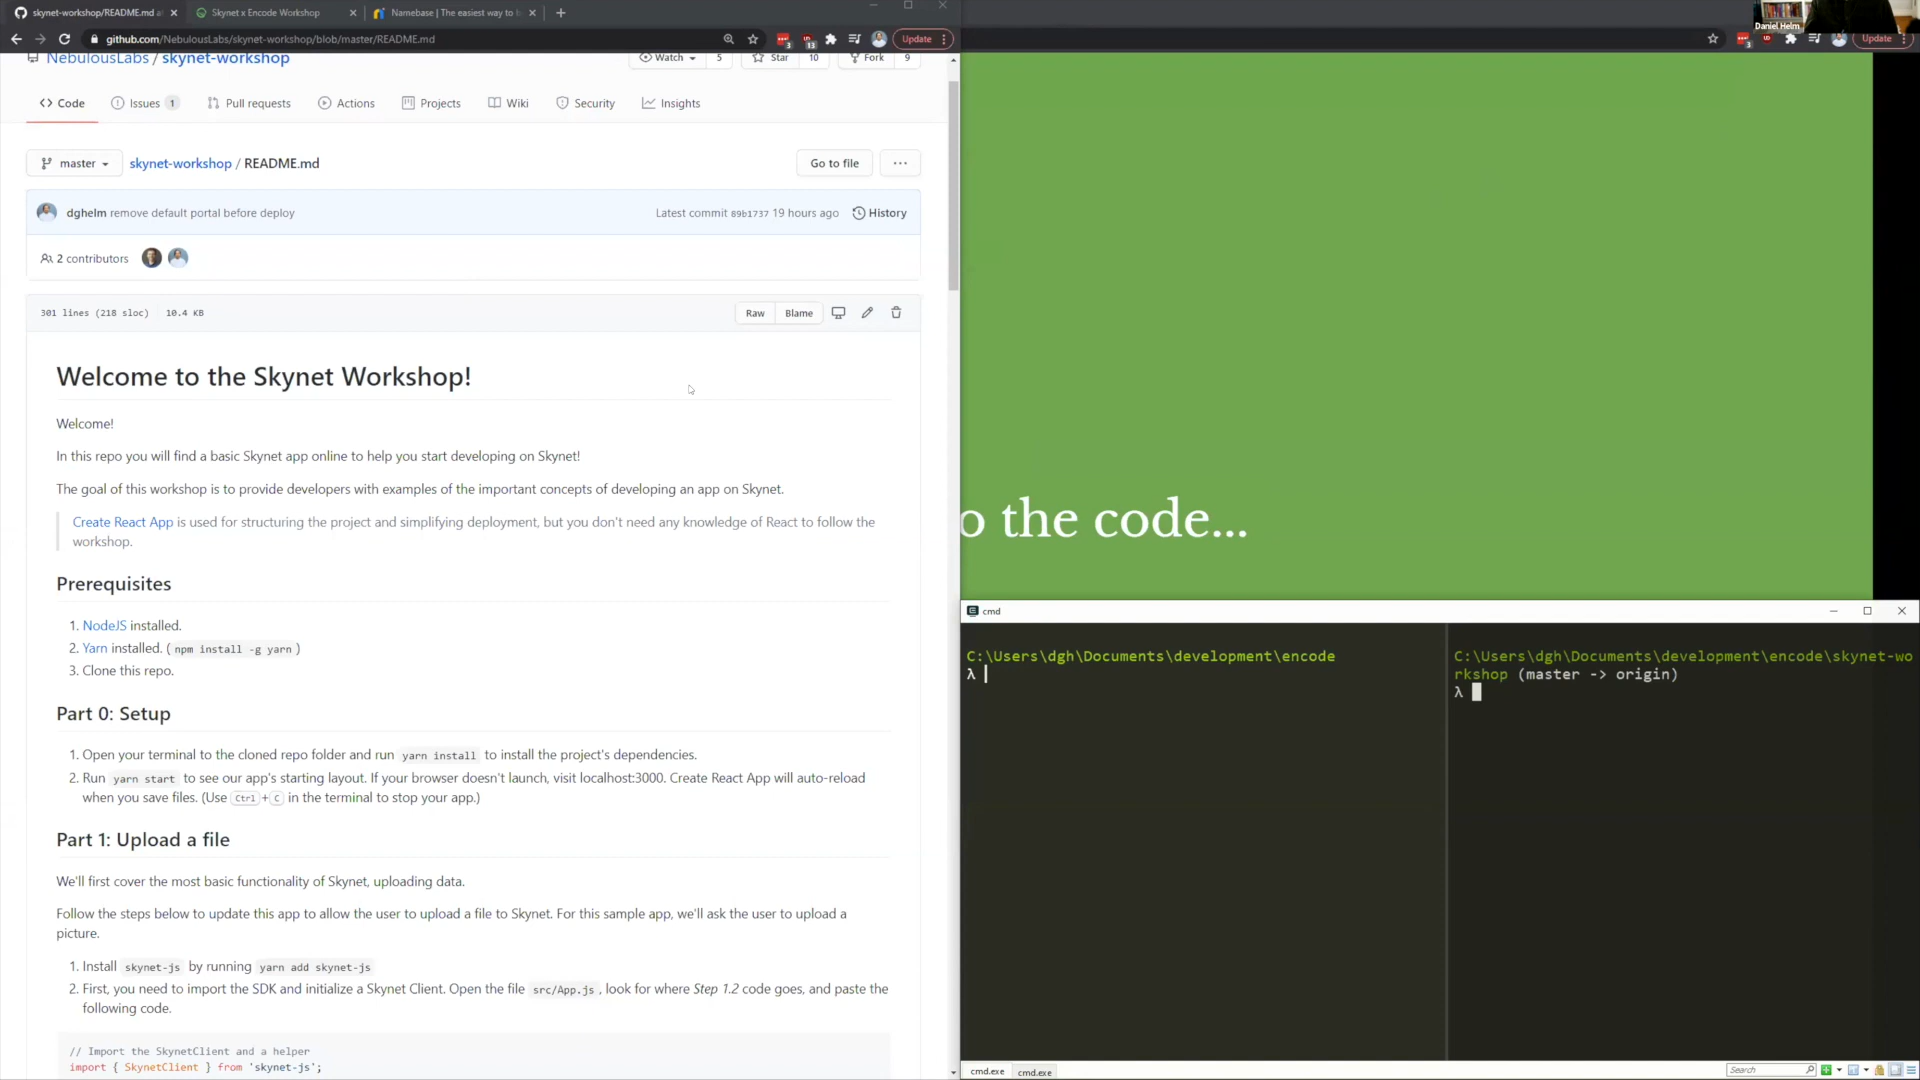 skynet-workshop/README.md a
Skynet x Encode Workshop
Namebase | The easiest way to b
github.com/NebulousLabs/skynet-workshop/blob/master/README.md
Update
Daniel Helm
Update
NebulousLabs / skynet-workshop
Watch 5
Star 10
Fork 9
Code
Issues 1
Pull requests
Actions
Projects
Wiki
Security
Insights
master
skynet-workshop / README.md
Go to file
dghelm remove default portal before deploy
Latest commit 89b1737 19 hours ago
History
2 contributors
301 lines (218 sloc) 10.4 KB
Raw
Blame
Welcome to the Skynet Workshop!
Welcome!
In this repo you will find a basic Skynet app online to help you start developing on Skynet!
The goal of this workshop is to provide developers with examples of the important concepts of developing an app on Skynet.
Create React App is used for structuring the project and simplifying deployment, but you don't need any knowledge of React to follow the
workshop.
Prerequisites
1. NodeJS installed.
2. Yarn installed. ( npm install -g yarn )
3. Clone this repo.
Part 0: Setup
1. Open your terminal to the cloned repo folder and run yarn install to install the project's dependencies.
2. Run yarn start to see our app's starting layout. If your browser doesn't launch, visit localhost:3000. Create React App will auto-reload
when you save files. (Use Ctrl+C in the terminal to stop your app.)
Part 1: Upload a file
We'll first cover the most basic functionality of Skynet, uploading data.
Follow the steps below to update this app to allow the user to upload a file to Skynet. For this sample app, we'll ask the user to upload a
picture.
1. Install skynet-js by running yarn add skynet-js
2. First, you need to import the SDK and initialize a Skynet Client. Open the file src/App.js, look for where Step 1.2 code goes, and paste the
following code.
// Import the SkynetClient and a helper
import { SkynetClient } from 'skynet-js';
o the code...
cmd
C:\Users\dgh\Documents\development\encode
λ
C:\Users\dgh\Documents\development\encode\skynet-wo
rkshop (master -> origin)
λ
cmd.exe
cmd.exe
Search